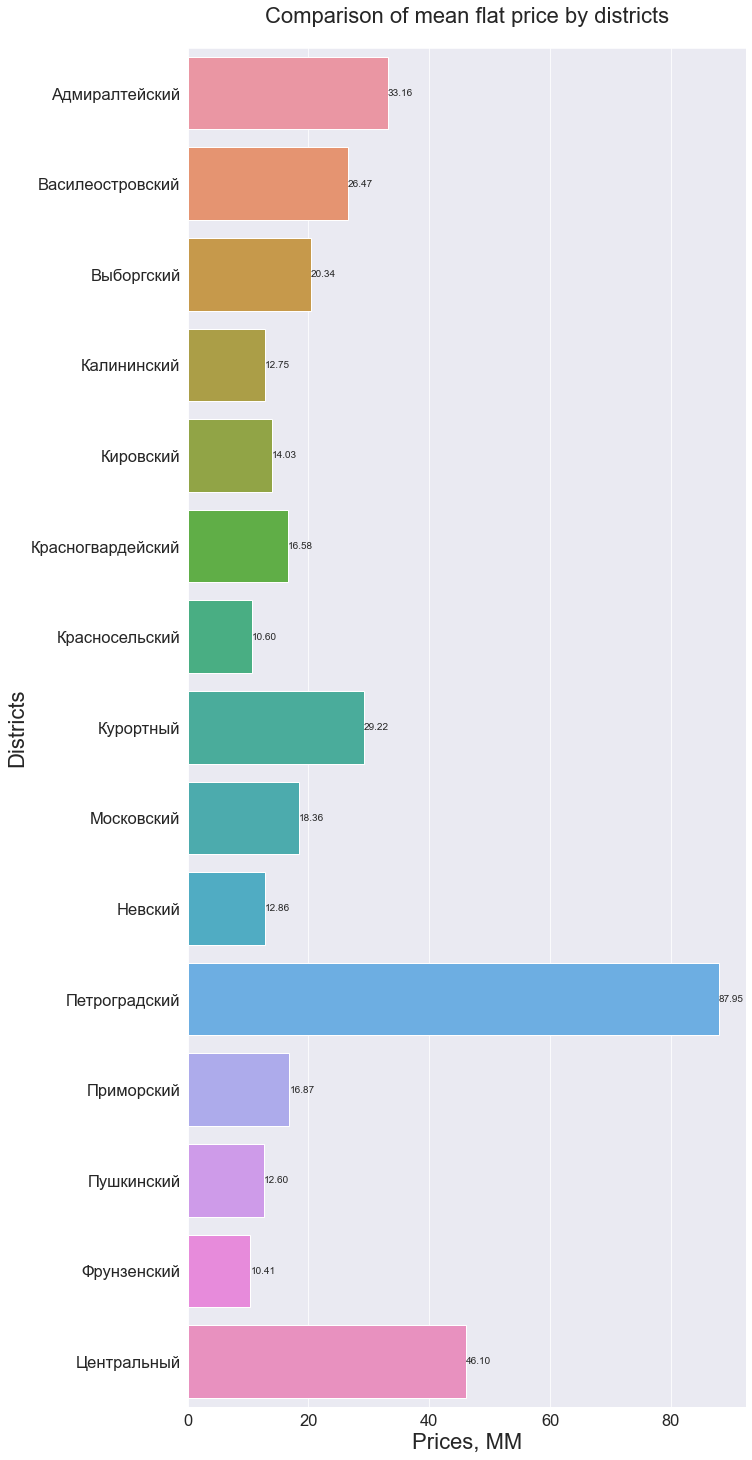 Comparison of mean flat price by districts
Адмиралтейский
33.16
Василеостровский
26.47
Выборгский
20.34
Калининский
12.75
Кировский
14.03
Красногвардейский
16.58
Красносельский
10.60
Курортный
29.22
Московский
18.36
Невский
12.86
Петроградский
87.95
Приморский
16.87
Пушкинский
12.60
Фрунзенский
10.41
Центральный
46.10
Districts
0 20 40 60 80
Prices, MM